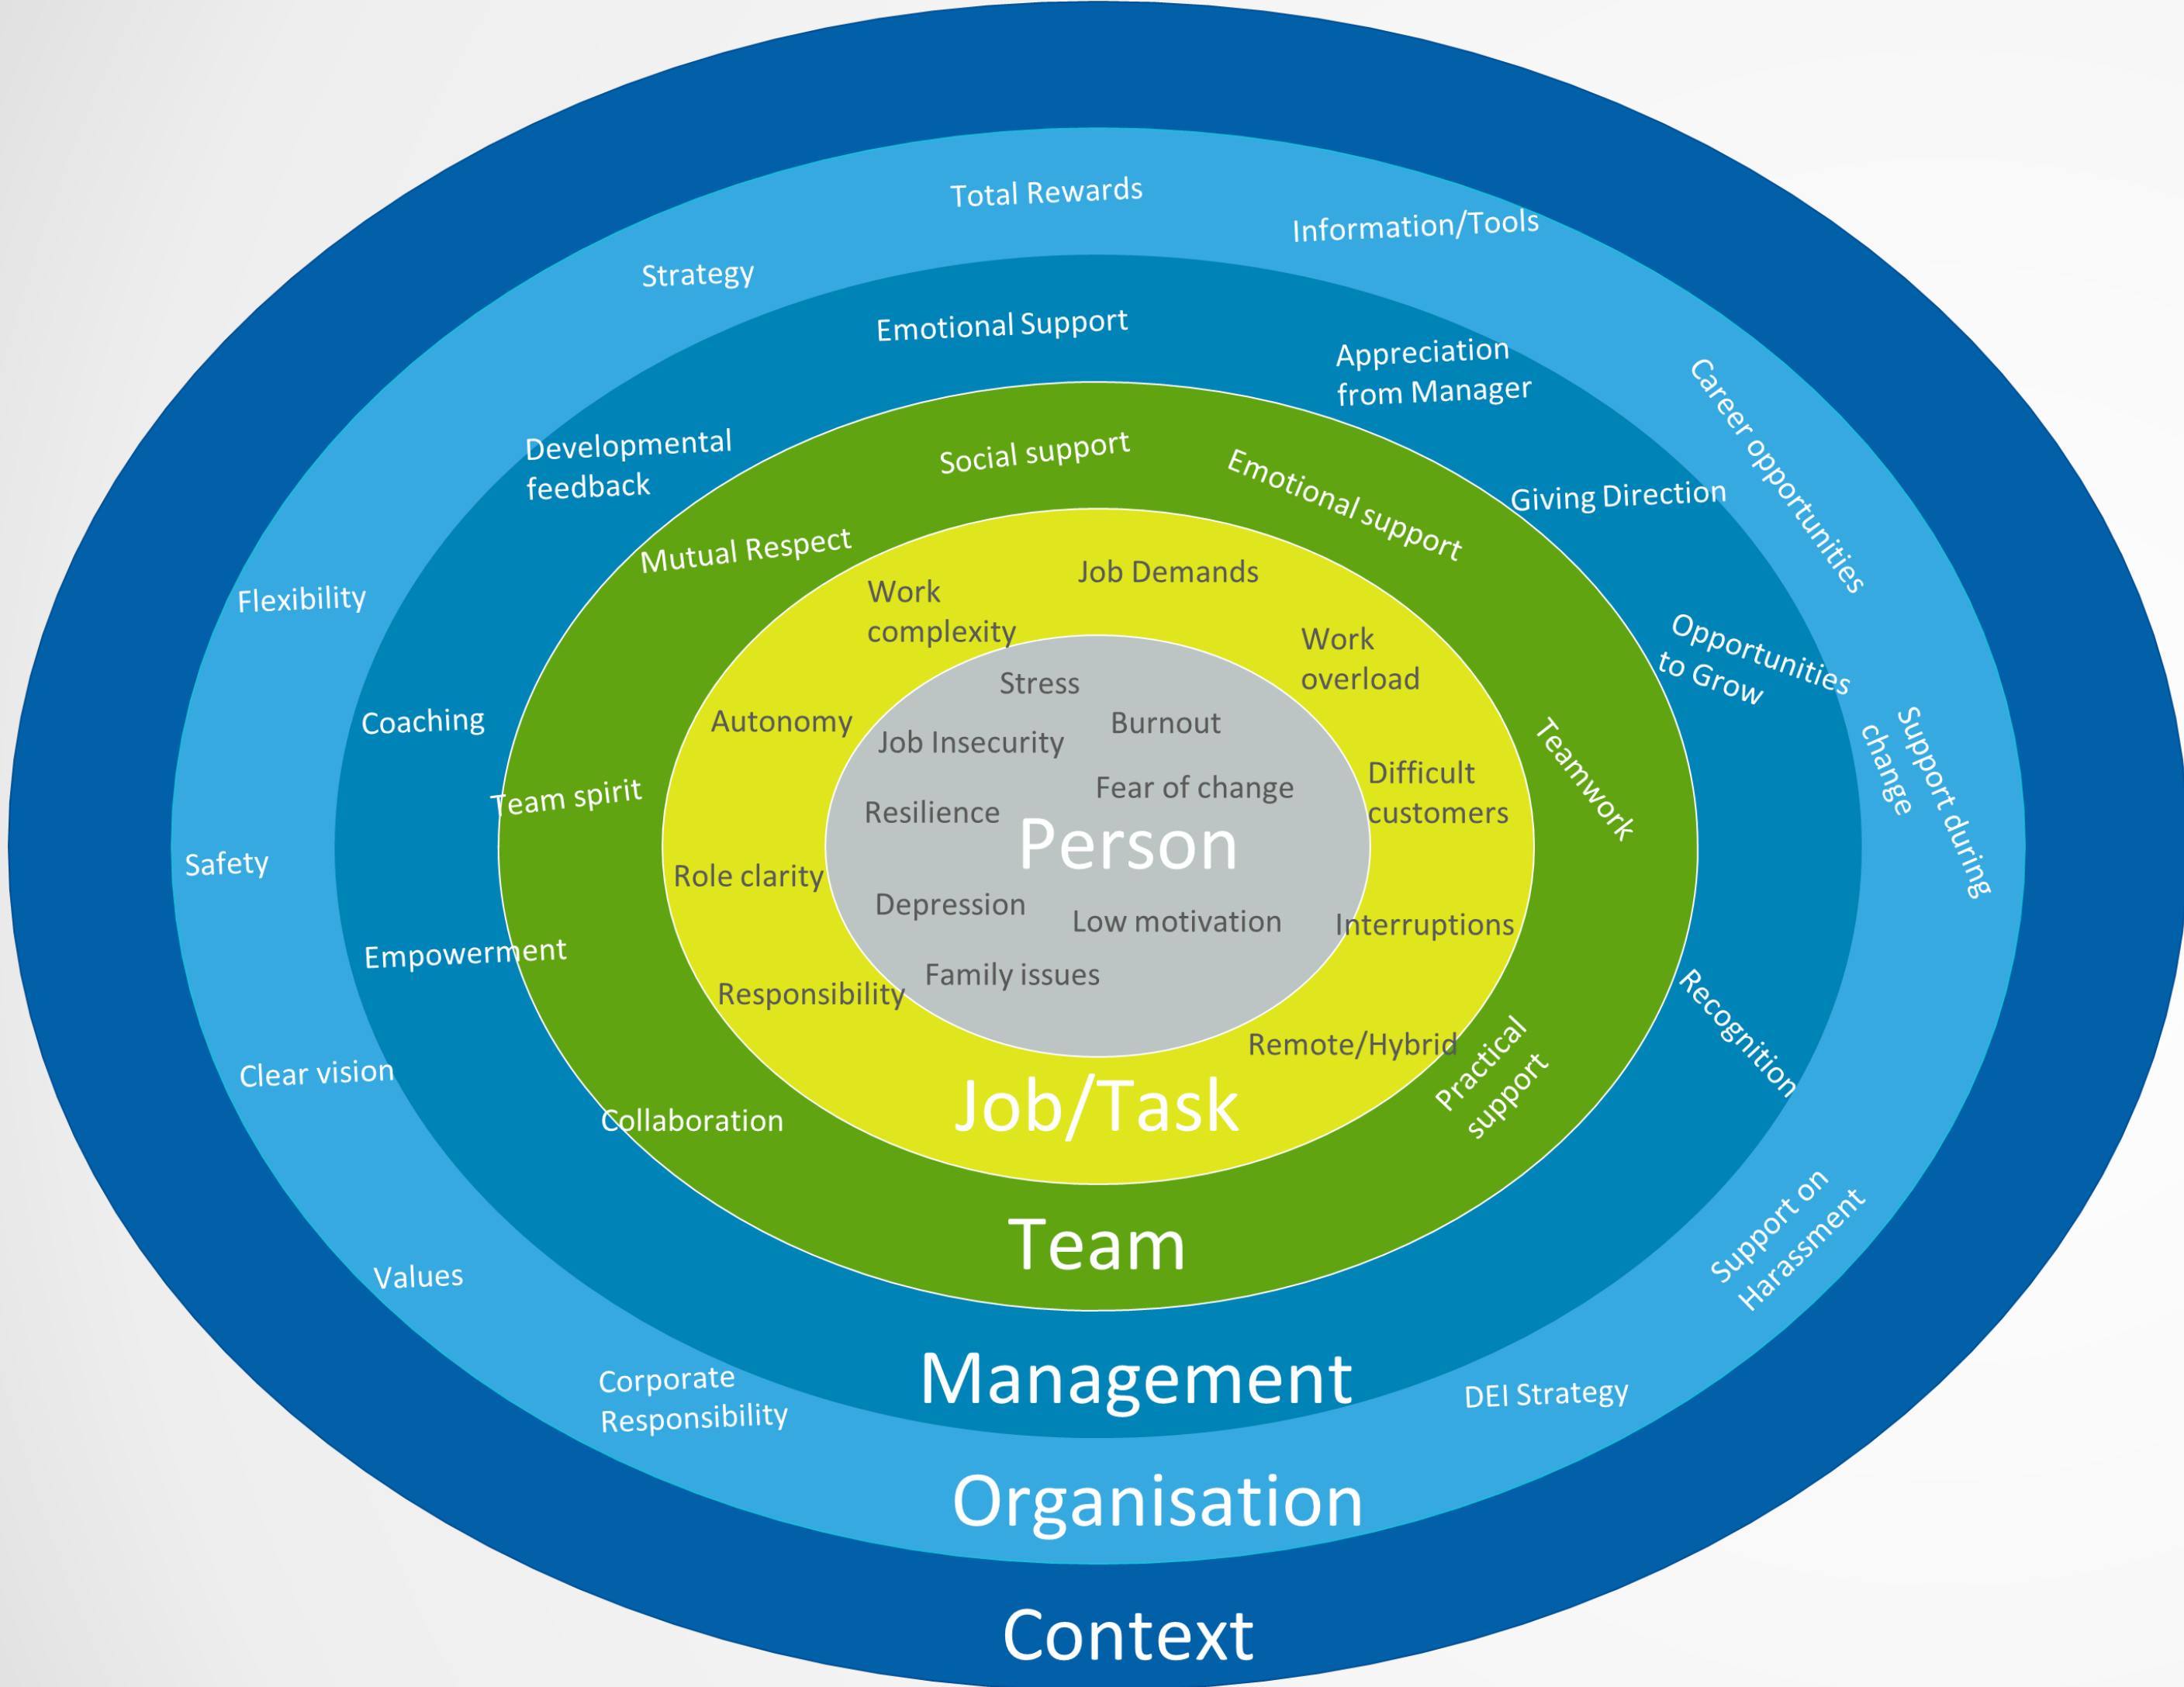 Total Rewards
Information/Tools
Strategy
Career opportunities
Flexibility
Support during
change
Safety
Clear vision
Values
Support on
Harassment
Corporate
Responsibility
DEI Strategy
Emotional Support
Appreciation
from Manager
Developmental
feedback
Giving Direction
Opportunities
to Grow
Coaching
Empowerment
Recognition
Social support
Emotional support
Mutual Respect
Teamwork
Team spirit
Practical
support
Collaboration
Job Demands
Work
complexity
Work
overload
Autonomy
Difficult
customers
Role clarity
Interruptions
Responsibility
Remote/Hybrid
Stress
Burnout
Job Insecurity
Fear of change
Resilience
Person
Depression
Low motivation
Family issues
Job/Task
Team
Management
Organisation
Context